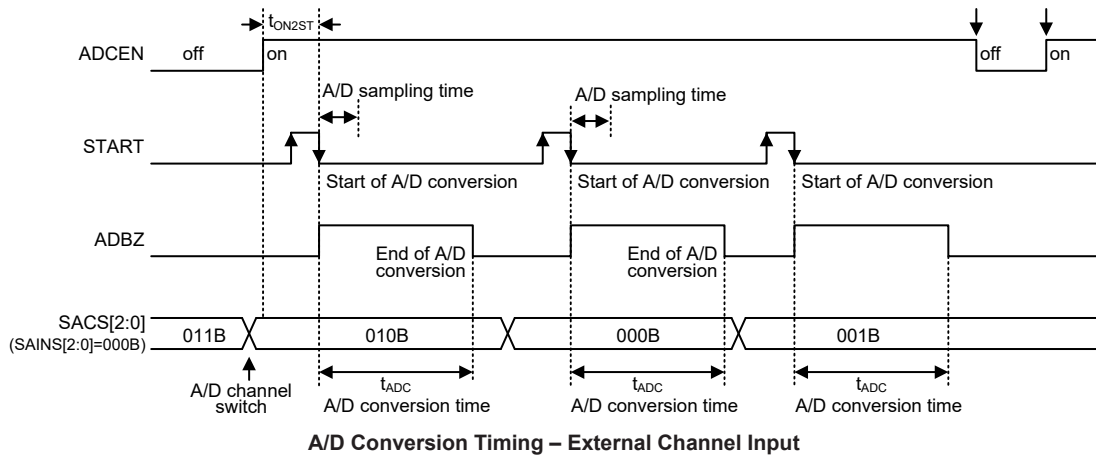 tON2ST
ADCEN
off
on
off
on
A/D sampling time
A/D sampling time
START
Start of A/D conversion
Start of A/D conversion
Start of A/D conversion
ADBZ
End of A/D
conversion
End of A/D
conversion
SACS[2:0]
(SAINS[2:0]=000B)
011B
010B
000B
001B
A/D channel
switch
tADC
A/D conversion time
tADC
A/D conversion time
tADC
A/D conversion time
A/D Conversion Timing – External Channel Input